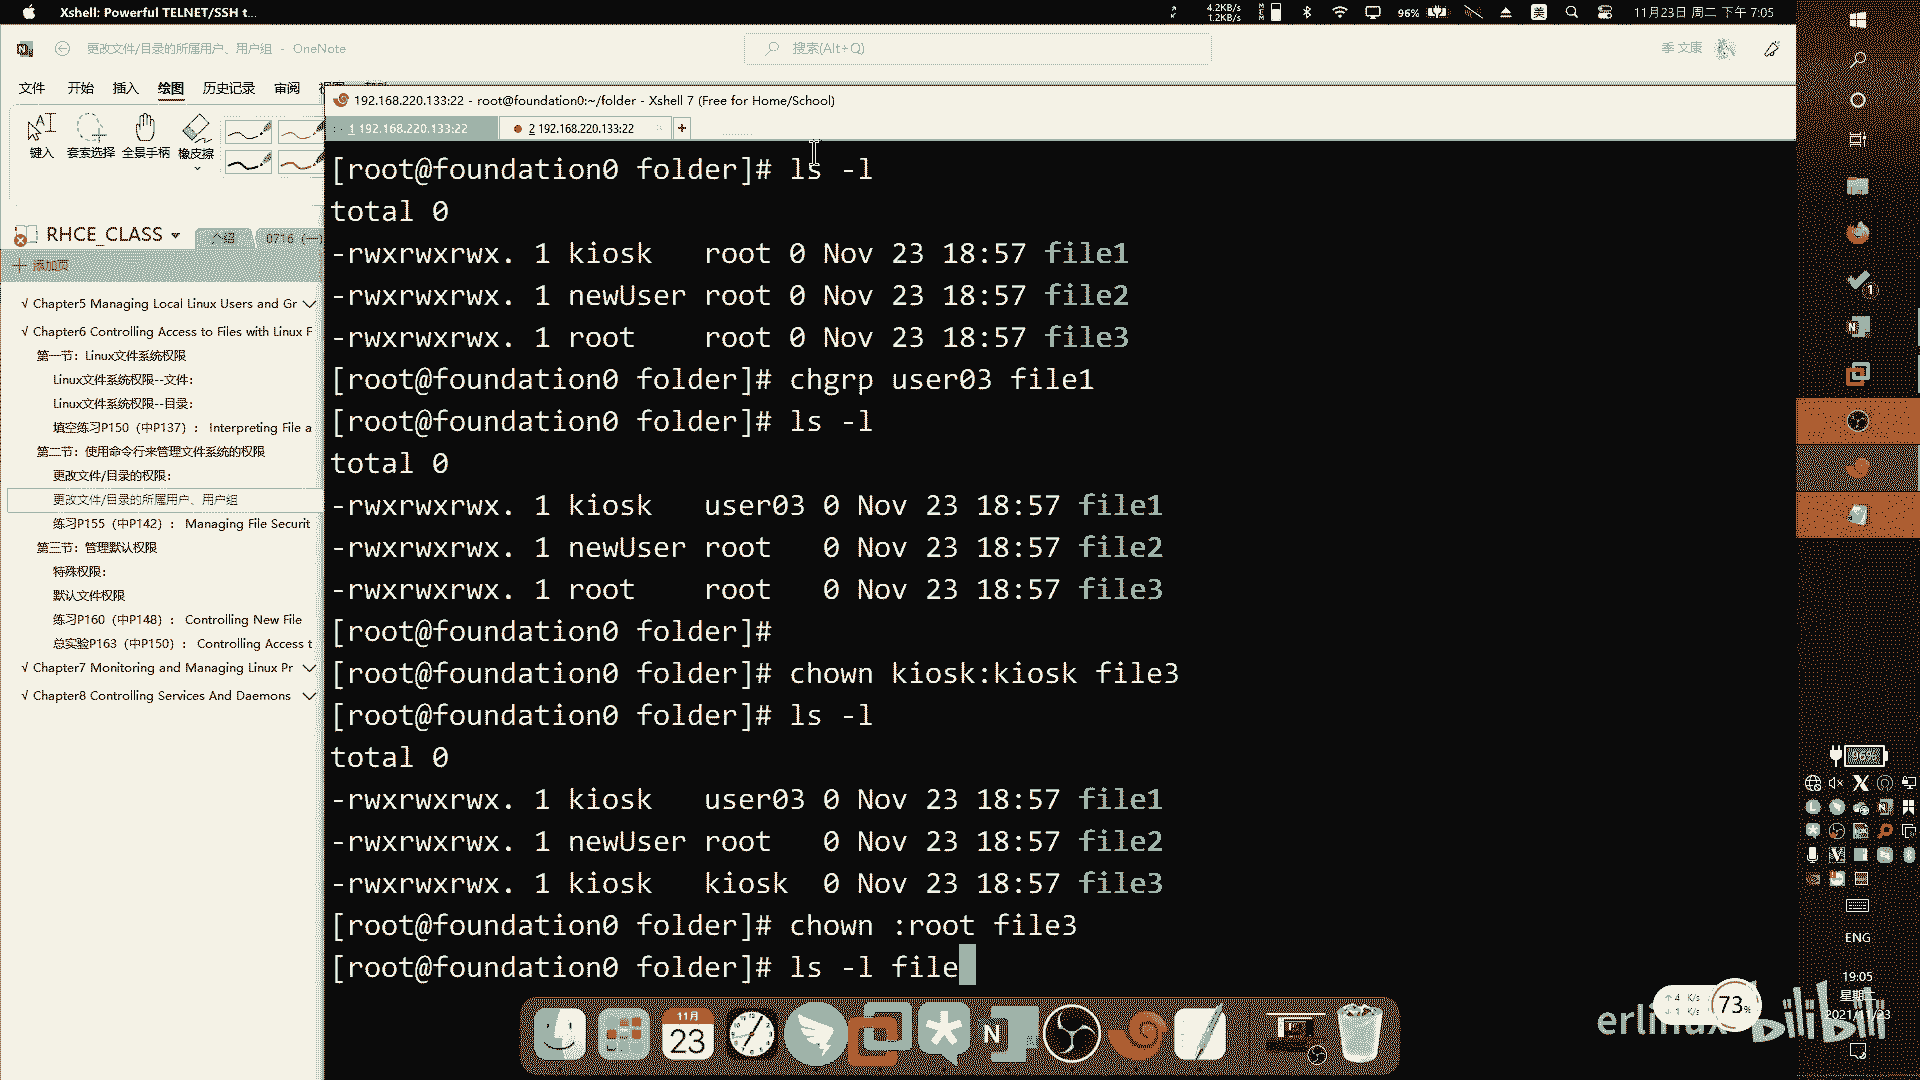 Xshell: Powerful TELNET/SSH t...
4.2KB/s
1.2KB/s
96%
美
11月23日 周二 下午 7:05
更改文件/目录的所属用户、用户组 - OneNote
搜索(Alt+Q)
季 文康
文件 开始 插入 绘图 历史记录 审阅
键入 套索选择 全景手柄 橡皮擦
192.168.220.133:22 - root@foundation0:~/folder - Xshell 7 (Free for Home/School)
1 192.168.220.133:22
2 192.168.220.133:22
RHCE_CLASS
介绍
0716 (一)
添加页
√ Chapter5 Managing Local Linux Users and Gr
√ Chapter6 Controlling Access to Files with Linux F
第一节：Linux文件系统权限
Linux文件系统权限--文件：
Linux文件系统权限--目录：
填空练习P150（中P137）： Interpreting File a
第二节：使用命令行来管理文件系统的权限
更改文件/目录的权限：
更改文件/目录的所属用户、用户组
练习P155（中P142）： Managing File Securit
第三节：管理默认权限
特殊权限：
默认文件权限
练习P160（中P148）： Controlling New File
总实验P163（中P150）： Controlling Access t
√ Chapter7 Monitoring and Managing Linux Pr
√ Chapter8 Controlling Services And Daemons
[root@foundation0 folder]# ls -l
total 0
-rwxrwxrwx. 1 kiosk   root 0 Nov 23 18:57 file1
-rwxrwxrwx. 1 newUser root 0 Nov 23 18:57 file2
-rwxrwxrwx. 1 root    root 0 Nov 23 18:57 file3
[root@foundation0 folder]# chgrp user03 file1
[root@foundation0 folder]# ls -l
total 0
-rwxrwxrwx. 1 kiosk   user03 0 Nov 23 18:57 file1
-rwxrwxrwx. 1 newUser root   0 Nov 23 18:57 file2
-rwxrwxrwx. 1 root    root   0 Nov 23 18:57 file3
[root@foundation0 folder]#
[root@foundation0 folder]# chown kiosk:kiosk file3
[root@foundation0 folder]# ls -l
total 0
-rwxrwxrwx. 1 kiosk   user03 0 Nov 23 18:57 file1
-rwxrwxrwx. 1 newUser root   0 Nov 23 18:57 file2
-rwxrwxrwx. 1 kiosk   kiosk  0 Nov 23 18:57 file3
[root@foundation0 folder]# chown :root file3
[root@foundation0 folder]# ls -l file
11月
23
96%
ENG
19:05
星期二
2021/11/23
4 K/s
1 K/s
73%
erlinux
bilibili